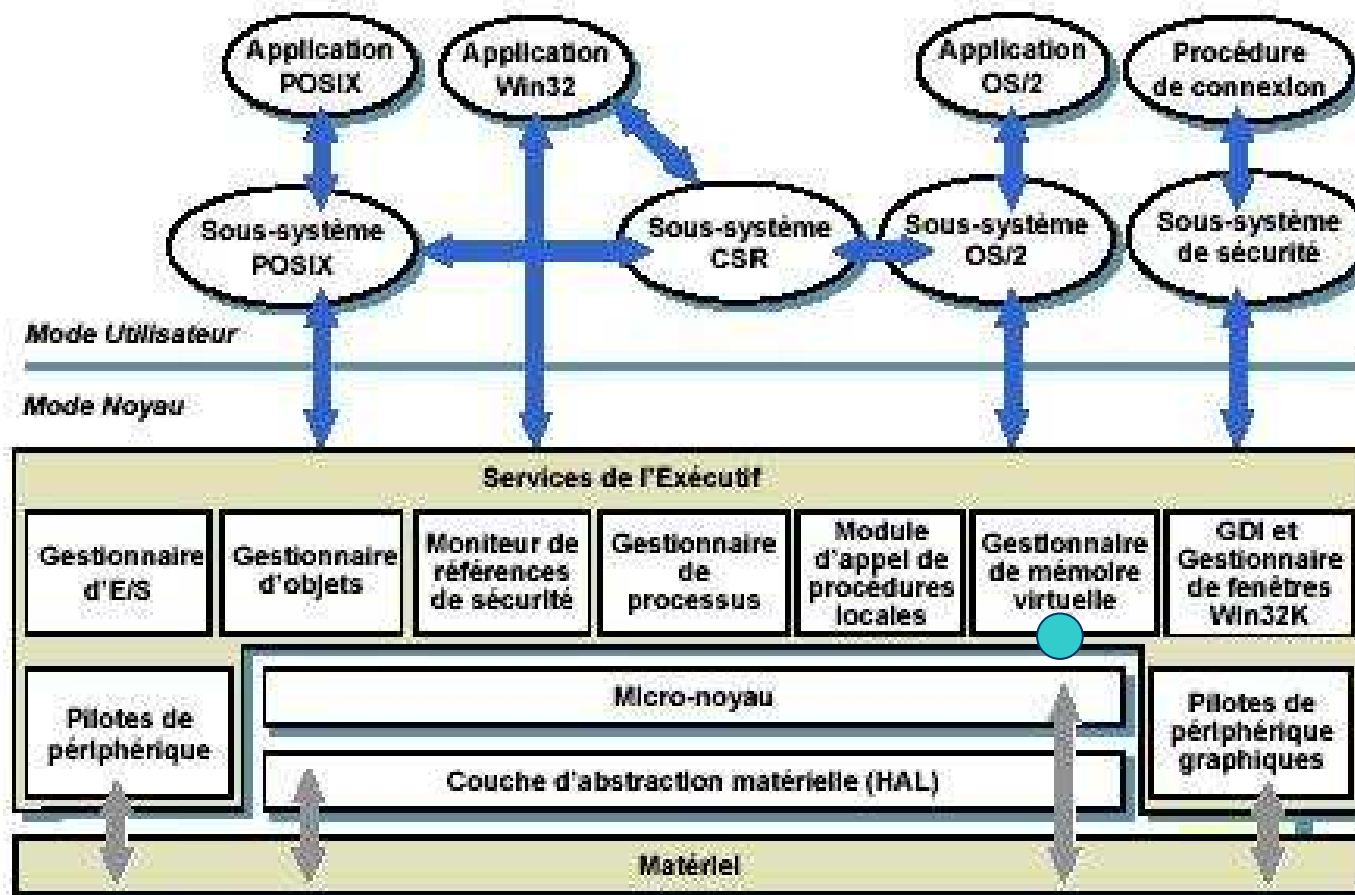 Application
POSIX
Application
Win32
Application
OS/2
Procédure
de connexion
Sous-système
POSIX
Sous-système
CSR
Sous-système
OS/2
Sous-système
de sécurité
Mode Utilisateur
Mode Noyau
Services de l'Exécutif
Gestionnaire
d'E/S
Gestionnaire
d'objets
Moniteur de
références
de sécurité
Gestionnaire
de
processus
Module
d'appel de
procédures
locales
Gestionnaire
de mémoire
virtuelle
GDI et
Gestionnaire
de fenêtres
Win32K
Pilotes de
périphérique
Micro-noyau
Couche d'abstraction matérielle (HAL)
Pilotes de
périphérique
graphiques
Matériel